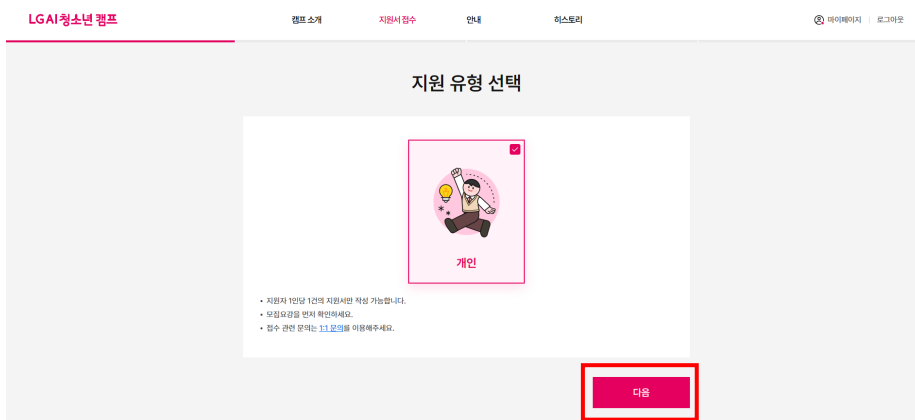 LG AI청소년 캠프
캠프 소개
지원서 접수
안내
히스토리
마이페이지 | 로그아웃
지원 유형 선택
개인
• 지원자 1인당 1건의 지원서만 작성 가능합니다.
• 모집요강을 먼저 확인하세요.
• 접수 관련 문의는 1:1 문의를 이용해주세요.
다음